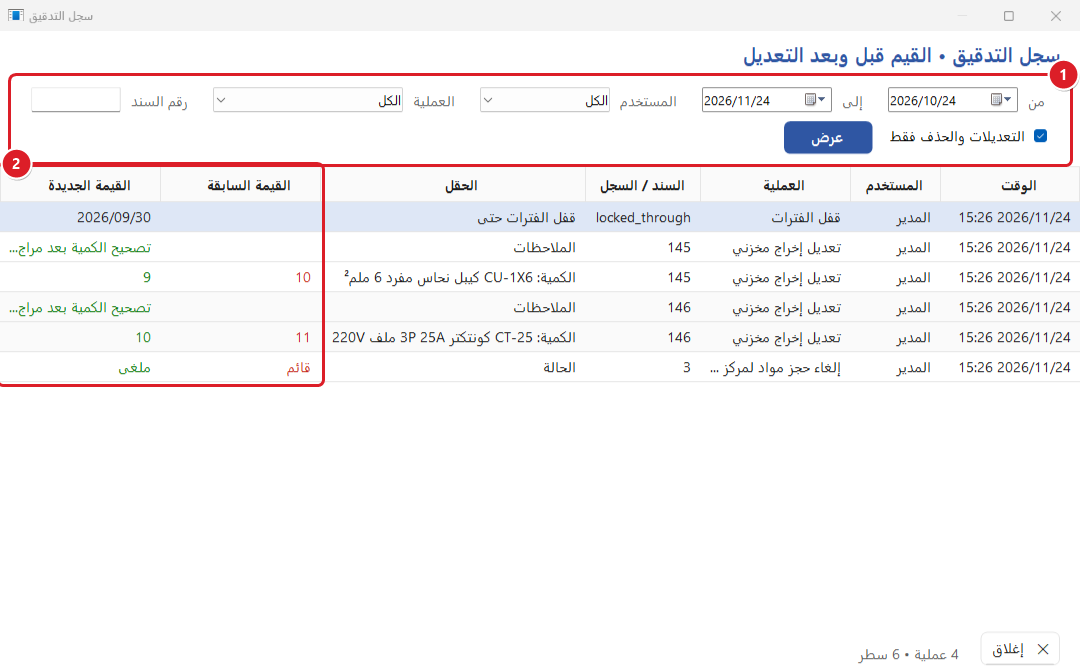 سجل التدقيق
سجل التدقيق • القيم قبل وبعد التعديل
1
من 2026/10/24 إلى 2026/11/24 المستخدم الكل العملية الكل رقم السند
التعديلات والحذف فقط عرض
2
الوقت المستخدم العملية السند / السجل الحقل القيمة السابقة القيمة الجديدة
2026/11/24 15:26 المدير قفل الفترات locked_through قفل الفترات حتى 2026/09/30
2026/11/24 15:26 المدير تعديل إخراج مخزني 145 الملاحظات تصحيح الكمية بعد مراج...
2026/11/24 15:26 المدير تعديل إخراج مخزني 145 الكمية: CU-1X6 كيبل نحاس مفرد 6 ملم² 10 9
2026/11/24 15:26 المدير تعديل إخراج مخزني 146 الملاحظات تصحيح الكمية بعد مراج...
2026/11/24 15:26 المدير تعديل إخراج مخزني 146 الكمية: CT-25 كونتكتر 3P 25A ملف 220V 11 10
2026/11/24 15:26 المدير إلغاء حجز مواد لمركز ... 3 الحالة قائم ملغى
إغلاق 4 عملية • 6 سطر